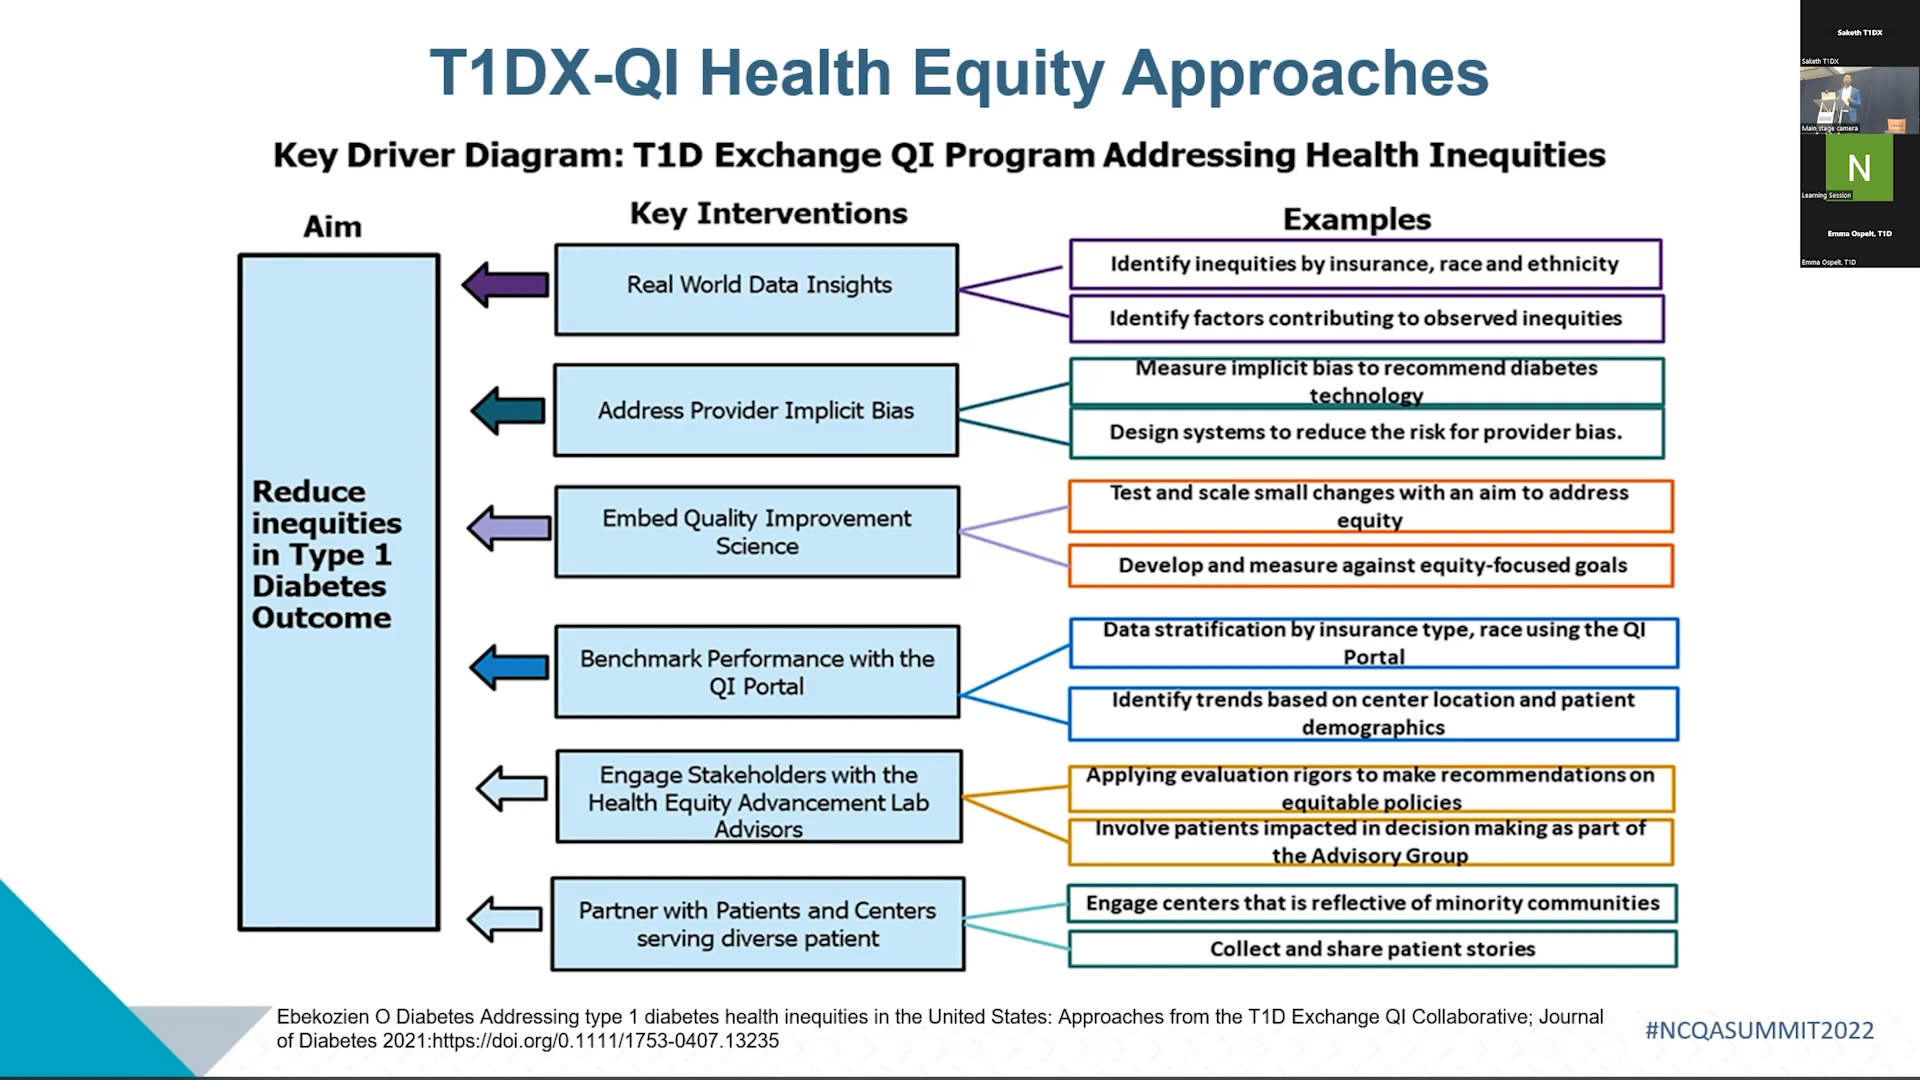 T1DX-QI Health Equity Approaches
Key Driver Diagram: T1D Exchange QI Program Addressing Health Inequities
Aim
Key Interventions
Examples
Reduce
inequities
in Type 1
Diabetes
Outcome
Real World Data Insights
Identify inequities by insurance, race and ethnicity
Identify factors contributing to observed inequities
Address Provider Implicit Bias
Measure implicit bias to recommend diabetes
technology
Design systems to reduce the risk for provider bias.
Embed Quality Improvement
Science
Test and scale small changes with an aim to address
equity
Develop and measure against equity-focused goals
Benchmark Performance with the
QI Portal
Data stratification by insurance type, race using the QI
Portal
Identify trends based on center location and patient
demographics
Engage Stakeholders with the
Health Equity Advancement Lab
Advisors
Applying evaluation rigors to make recommendations on
equitable policies
Involve patients impacted in decision making as part of
the Advisory Group
Partner with Patients and Centers
serving diverse patient
Engage centers that is reflective of minority communities
Collect and share patient stories
Ebekozien O Diabetes Addressing type 1 diabetes health inequities in the United States: Approaches from the T1D Exchange QI Collaborative; Journal
of Diabetes 2021:https://doi.org/0.1111/1753-0407.13235
#NCQASUMMIT2022
Saketh T1DX
Saketh T1DX
Main stage camera
N
Learning Session
Emma Ospelt, T1D
Emma Ospelt, T1D